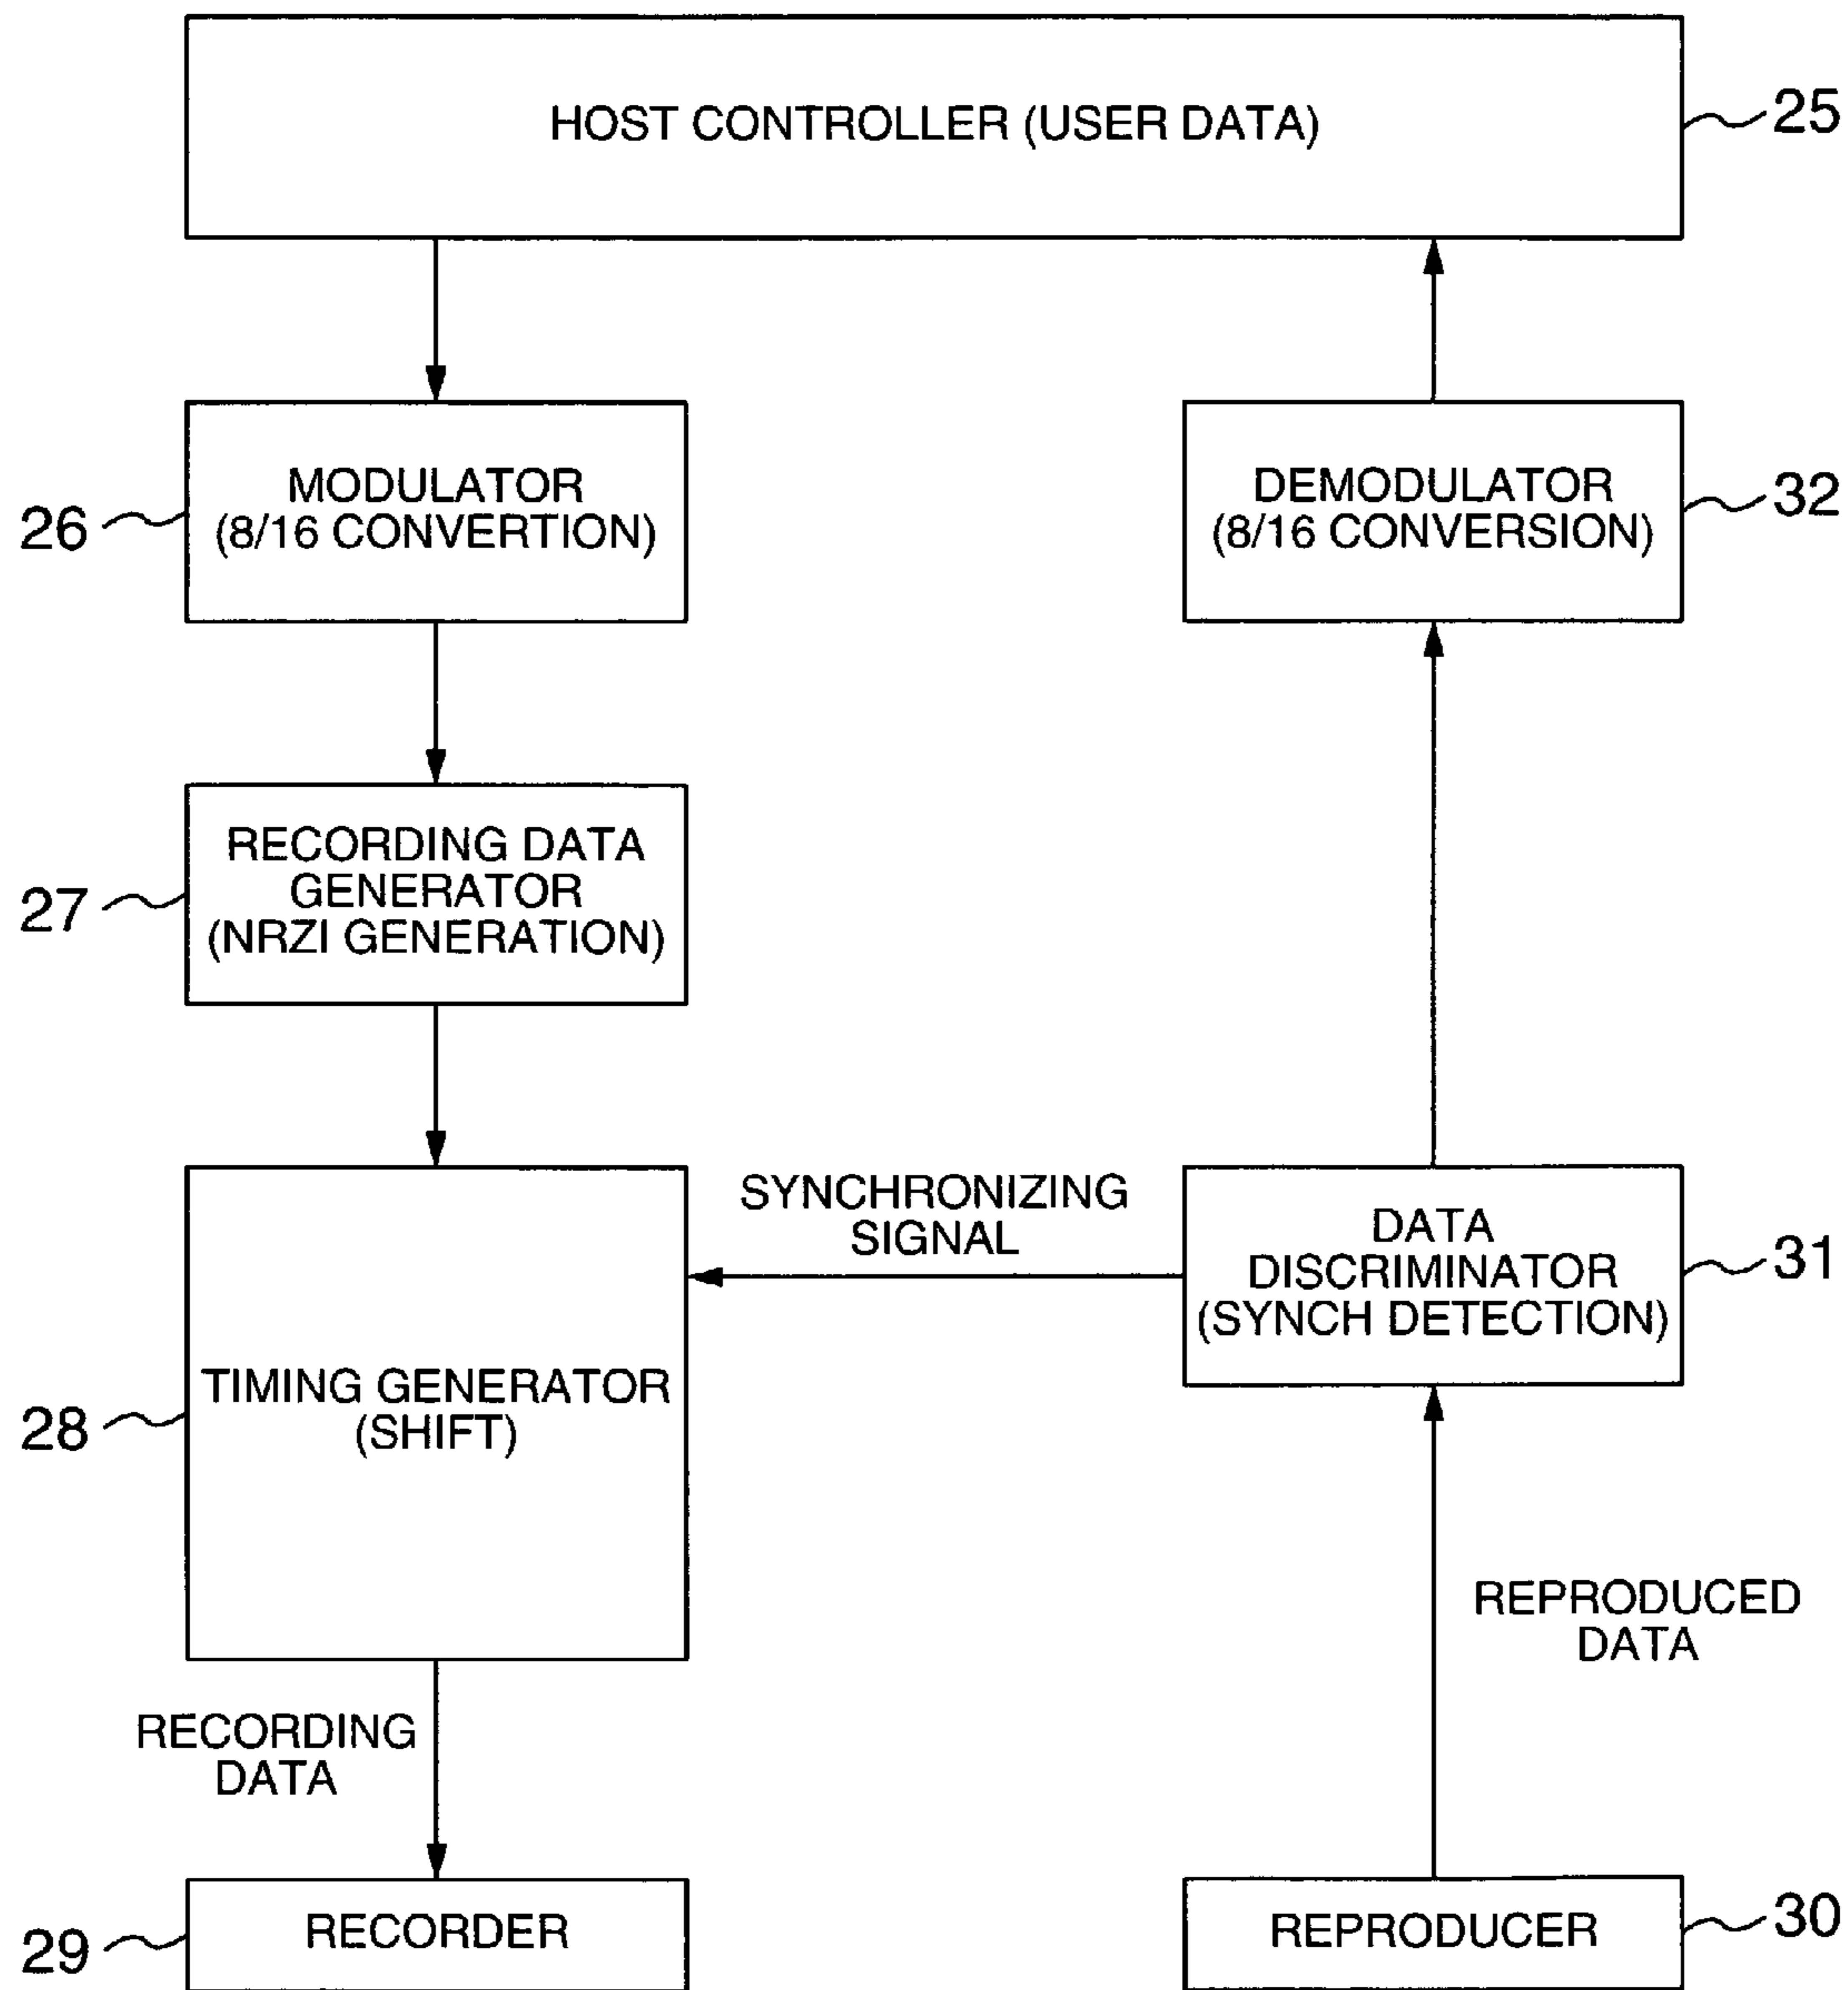 HOST CONTROLLER (USER DATA)
25
MODULATOR
(8/16 CONVERTION)
26
DEMODULATOR
(8/16 CONVERSION)
32
RECORDING DATA
GENERATOR
(NRZI GENERATION)
27
SYNCHRONIZING
SIGNAL
DATA
DISCRIMINATOR
(SYNCH DETECTION)
31
TIMING GENERATOR
(SHIFT)
28
REPRODUCED
DATA
RECORDING
DATA
RECORDER
29
REPRODUCER
30